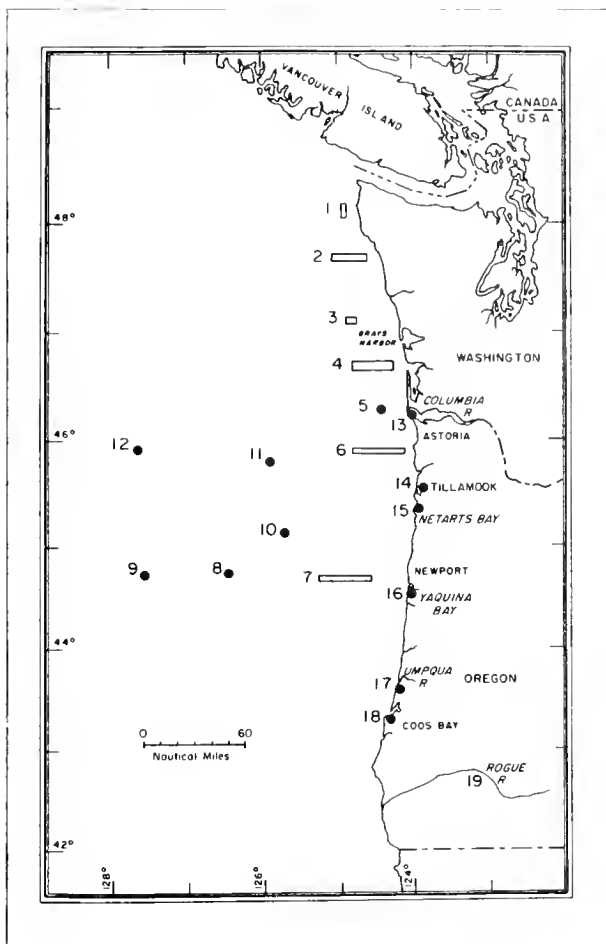 VANCOUVER
ISLAND
CANADA
U S A
1
48°
2
3
GRAYS
HARBOR
4
WASHINGTON
5
COLUMBIA
R
13
ASTORIA
46°
12
11
6
14
TILLAMOOK
15
NETARTS BAY
10
9
8
7
NEWPORT
16
YAQUINA
BAY
44°
UMPQUA
R
OREGON
17
18
COOS BAY
0
60
Nautical Miles
ROGUE
R
19
42°
128°
126°
124°